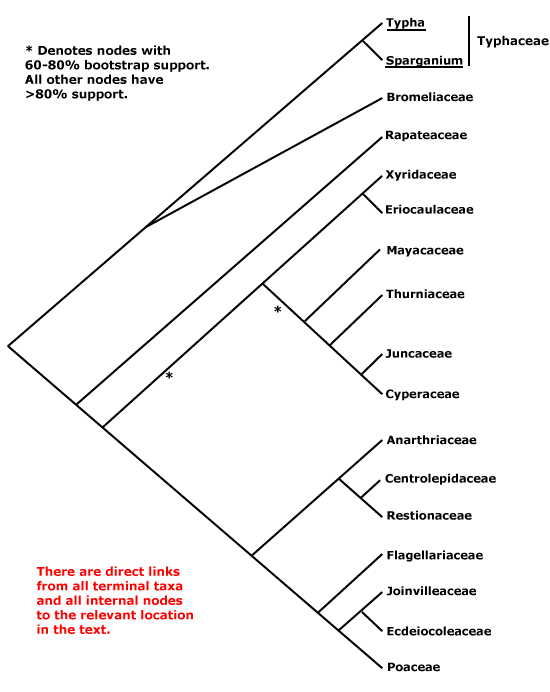 Typha
Typhaceae
* Denotes nodes with
60-80% bootstrap support.
All other nodes have
>80% support.
Sparganium
Bromeliaceae
Rapateaceae
Xyridaceae
Eriocaulaceae
Mayacaceae
Thurniaceae
*
Juncaceae
*
Cyperaceae
Anarthriaceae
Centrolepidaceae
Restionaceae
Flagellariaceae
There are direct links
from all terminal taxa
and all internal nodes
to the relevant location
in the text.
Joinvilleaceae
Ecdeiocoleaceae
Poaceae